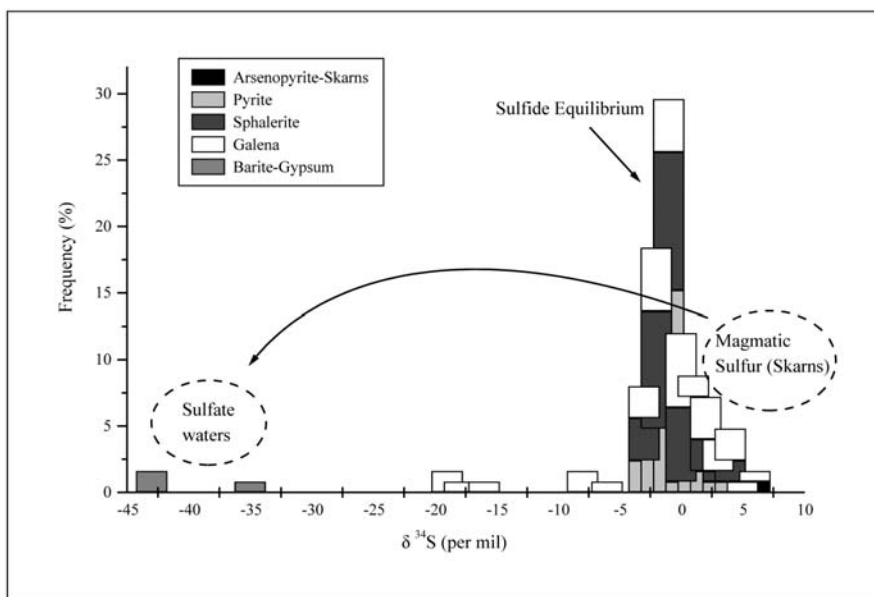 Arsenopyrite-Skarns
Pyrite
Sphalerite
Galena
Barite-Gypsum
Sulfide Equilibrium
Magmatic
Sulfur (Skarns)
Sulfate
waters
Frequency (%)
30
25
20
15
10
5
0
-45 -40 -35 -30 -25 -20 -15 -10 -5 0 5 10
δ ³⁴S (per mil)